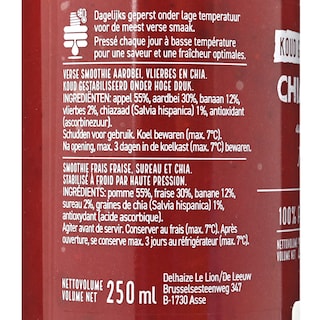 Dagelijks geperst onder lage temperatuur
voor de meest verse smaak.
Pressé chaque jour à basse température
pour une saveur et une fraîcheur optimales.
VERSE SMOOTHIE AARDBEI, VLIERBES EN CHIA.
KOUD GESTABILISEERD ONDER HOGE DRUK.
INGREDIËNTEN: appel 55%, aardbei 30%, banaan 12%,
vlierbes 2%, chiazaad (Salvia hispanica) 1%, antioxidant
(ascorbinezuur).
Schudden voor gebruik. Koel bewaren (max. 7°C).
Na opening, max. 3 dagen in de koelkast (max. 7°C) bewaren.
SMOOTHIE FRAIS FRAISE, SUREAU ET CHIA.
STABILISÉ À FROID PAR HAUTE PRESSION.
INGRÉDIENTS: pomme 55%, fraise 30%, banane 12%,
sureau 2%, graines de chia (Salvia hispanica) 1%,
antioxydant (acide ascorbique).
Agiter avant de servir. Conserver au frais (max. 7°C). Après
ouverture, se conserve max. 3 jours au réfrigérateur (max. 7°C).
NETTOVOLUME
VOLUME NET 250 ml
Delhaize Le Lion/De Leeuw
Brusselsesteenweg 347
B-1730 Asse
KOUD
CHI
100%
NETTOVOLUME
VOLUME NET